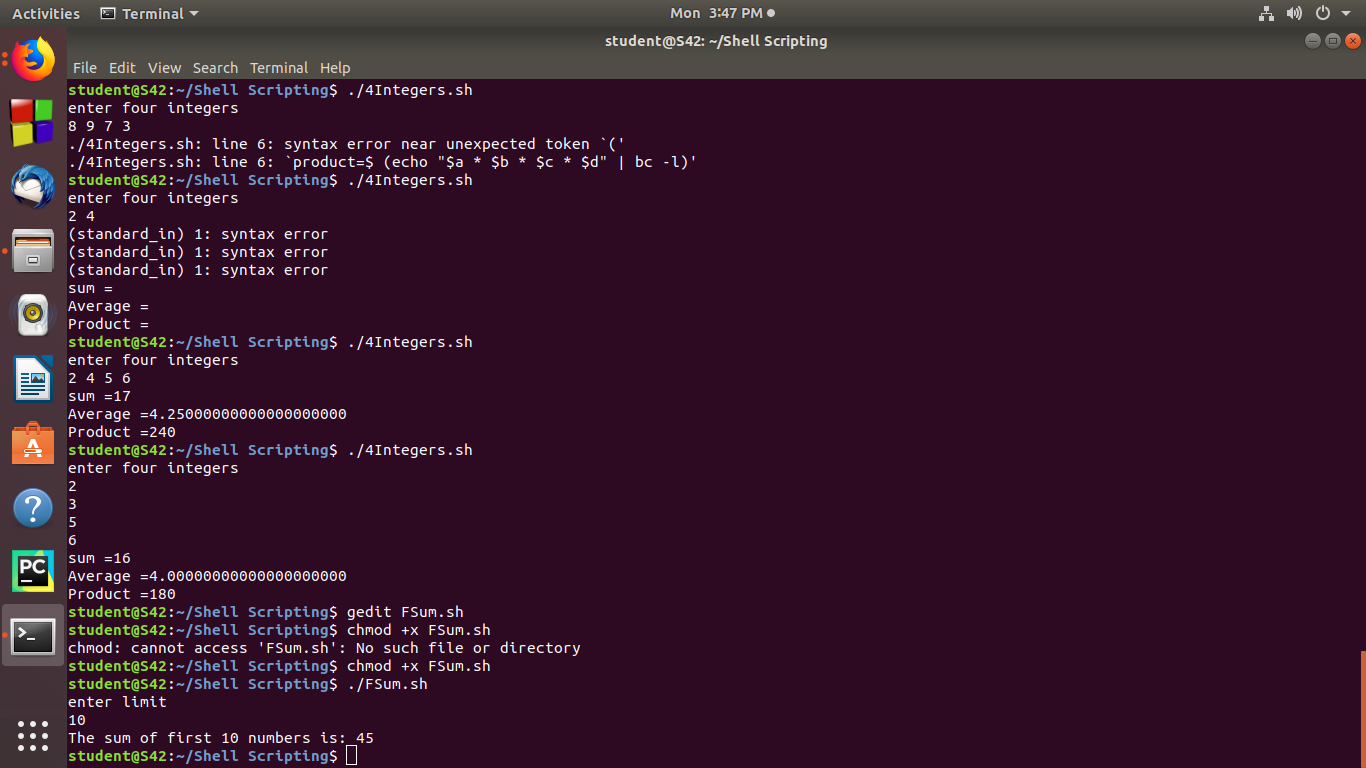 Activities Terminal Mon 3:47 PM
student@S42: ~/Shell Scripting
File Edit View Search Terminal Help
student@S42:~/Shell Scripting$ ./4Integers.sh
enter four integers
8 9 7 3
./4Integers.sh: line 6: syntax error near unexpected token `('
./4Integers.sh: line 6: `product=$ (echo "$a * $b * $c * $d" | bc -l)'
student@S42:~/Shell Scripting$ ./4Integers.sh
enter four integers
2 4
(standard_in) 1: syntax error
(standard_in) 1: syntax error
(standard_in) 1: syntax error
sum =
Average =
Product =
student@S42:~/Shell Scripting$ ./4Integers.sh
enter four integers
2 4 5 6
sum =17
Average =4.25000000000000000000
Product =240
student@S42:~/Shell Scripting$ ./4Integers.sh
enter four integers
2
3
5
6
sum =16
Average =4.00000000000000000000
Product =180
student@S42:~/Shell Scripting$ gedit FSum.sh
student@S42:~/Shell Scripting$ chmod +x FSum.sh
chmod: cannot access 'FSum.sh': No such file or directory
student@S42:~/Shell Scripting$ chmod +x FSum.sh
student@S42:~/Shell Scripting$ ./FSum.sh
enter limit
10
The sum of first 10 numbers is: 45
student@S42:~/Shell Scripting$
A
?
PC
>_